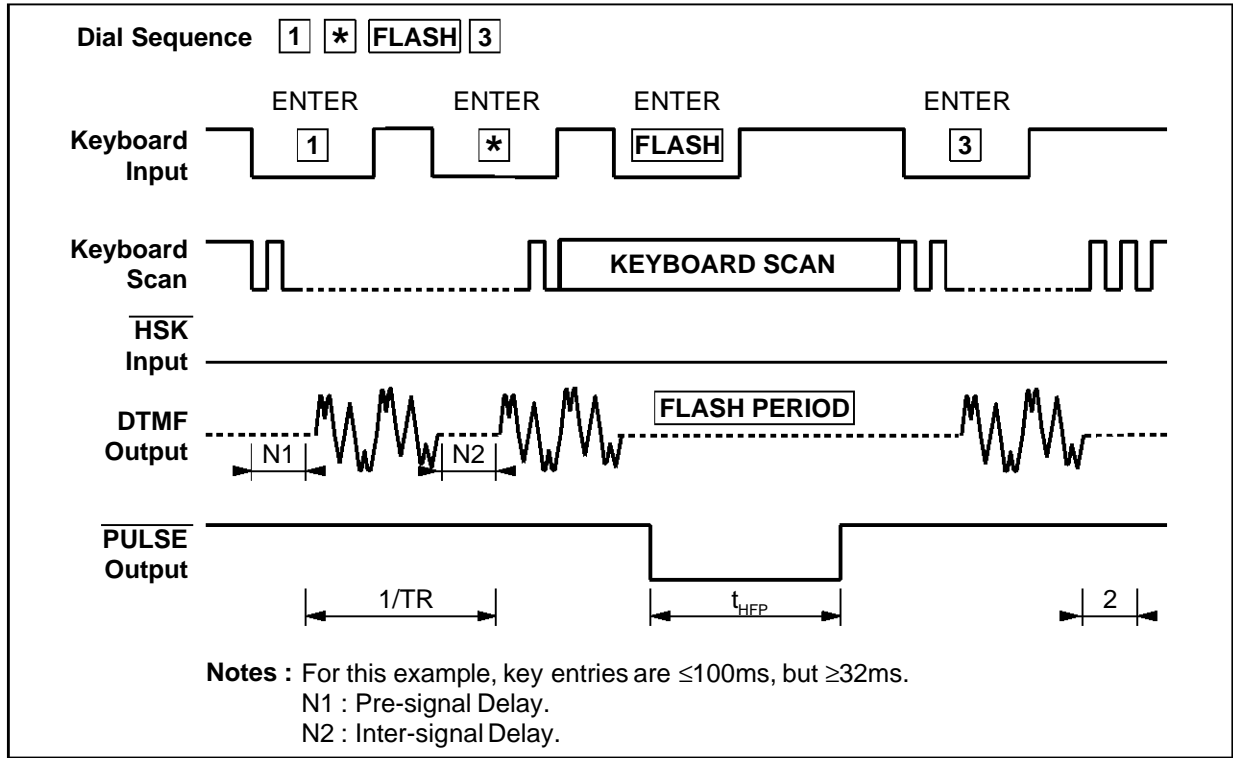 Dial Sequence 1 * FLASH 3
ENTER ENTER ENTER ENTER
Keyboard Input
1 * FLASH 3
Keyboard Scan
KEYBOARD SCAN
HSK Input
DTMF Output
FLASH PERIOD
N1 N2
PULSE Output
1/TR tHFP 2
Notes : For this example, key entries are ≤100ms, but ≥32ms.
N1 : Pre-signal Delay.
N2 : Inter-signal Delay.